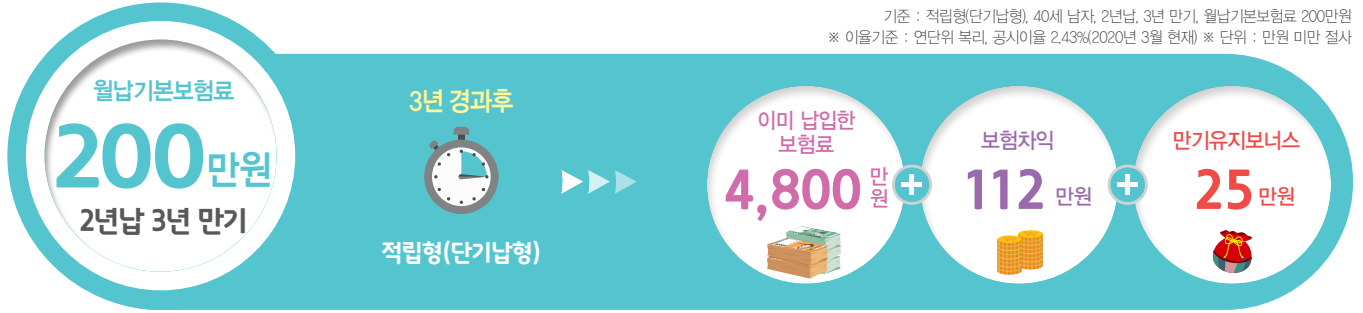 기준 : 적립형(단기납형), 40세 남자, 2년납, 3년 만기, 월납기본보험료 200만원
※ 이율기준 : 연단위 복리, 공시이율 2.43%(2020년 3월 현재) ※ 단위 : 만원 미만 절사
월납기본보험료
200만원
2년납 3년 만기
3년 경과후
적립형(단기납형)
이미 납입한
보험료
4,800 만원
+
보험차익
112 만원
+
만기유지보너스
25 만원